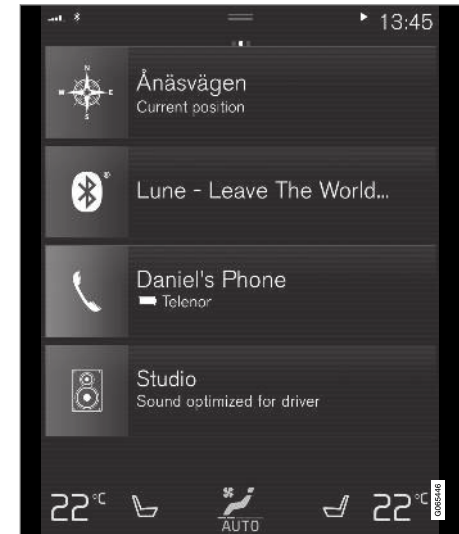 13:45
N
W E
S
Ånäsvägen
Current position
Lune - Leave The World...
Daniel's Phone
Telenor
Studio
Sound optimized for driver
22°C
AUTO
22°C
G065446